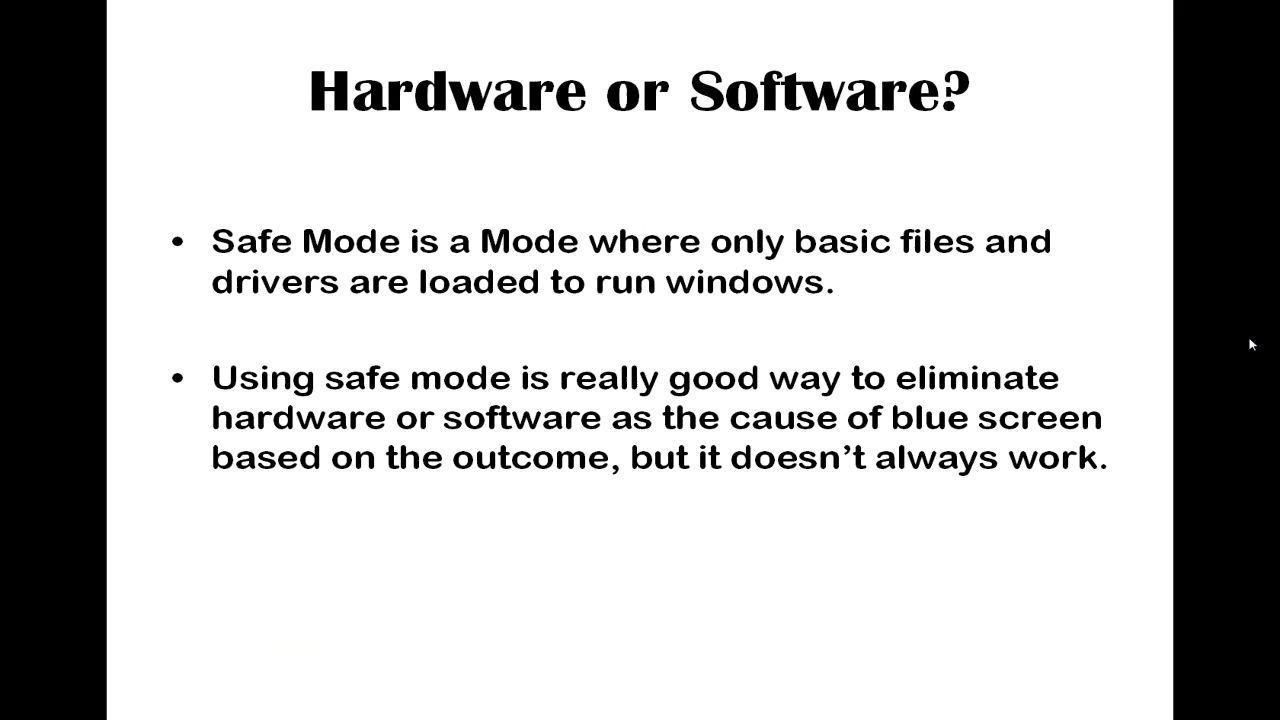 Hardware or Software?
• Safe Mode is a Mode where only basic files and
drivers are loaded to run windows.
• Using safe mode is really good way to eliminate
hardware or software as the cause of blue screen
based on the outcome, but it doesn’t always work.